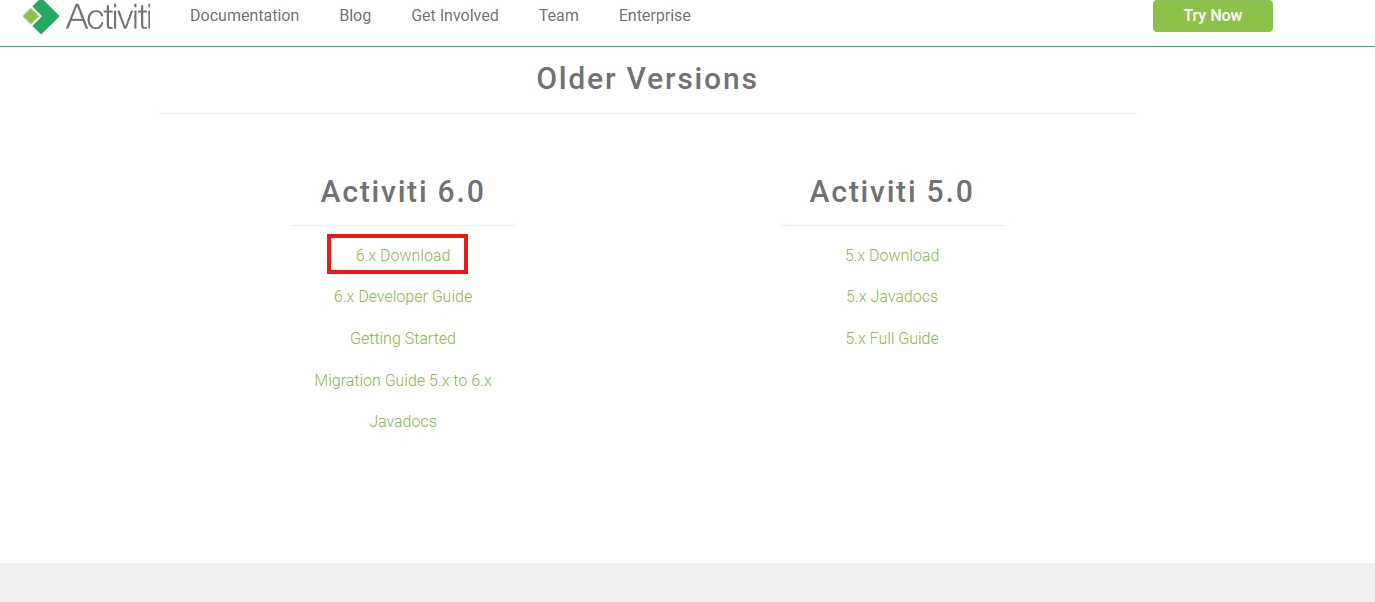 Activiti Documentation Blog Get Involved Team Enterprise Try Now
Older Versions
Activiti 6.0
6.x Download
6.x Developer Guide
Getting Started
Migration Guide 5.x to 6.x
Javadocs
Activiti 5.0
5.x Download
5.x Javadocs
5.x Full Guide